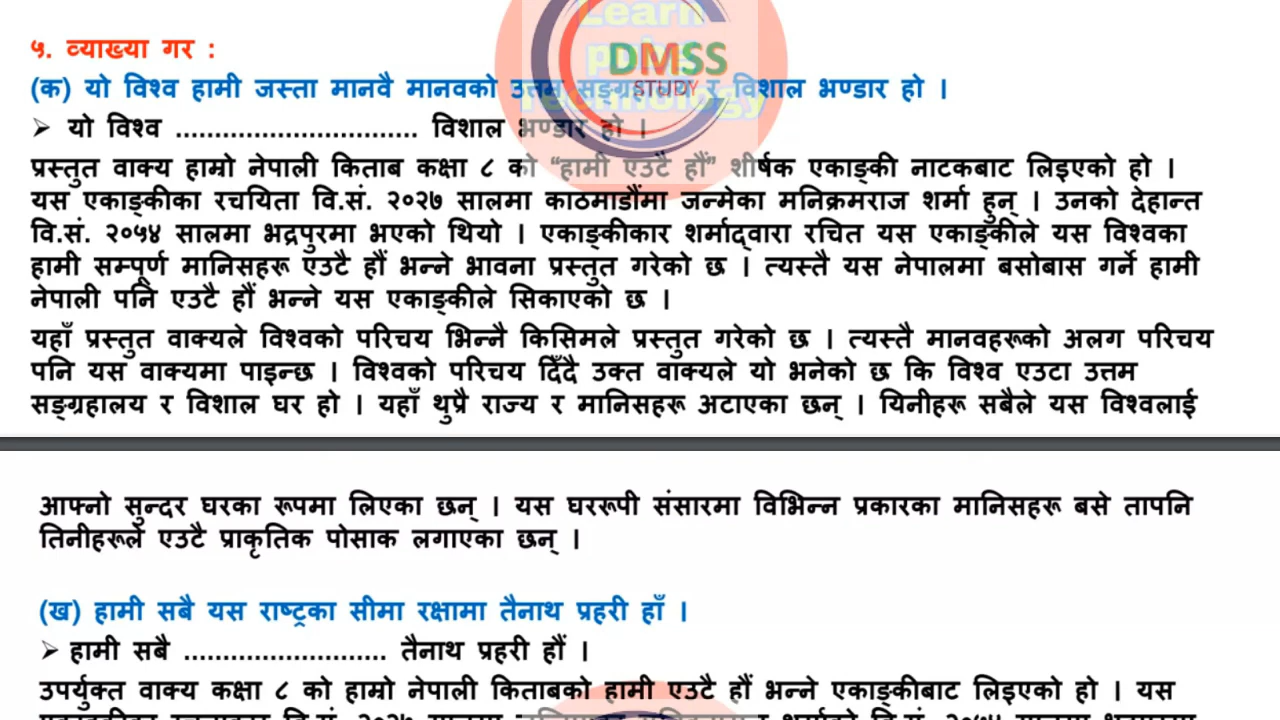 Learn
DMSS
STUDY
Technology
५. व्याख्या गर :
(क) यो विश्व हामी जस्ता मानवै मानवको उत्तम सङ्ग्रहालय र विशाल भण्डार हो ।
➢ यो विश्व ............................... विशाल भण्डार हो ।
प्रस्तुत वाक्य हाम्रो नेपाली किताब कक्षा ८ को “हामी एउटै हौं” शीर्षक एकाङ्की नाटकबाट लिइएको हो ।
यस एकाङ्कीका रचयिता वि.सं. २०२७ सालमा काठमाडौंमा जन्मेका मनिक्रमराज शर्मा हुन् । उनको देहान्त
वि.सं. २०५४ सालमा भद्रपुरमा भएको थियो । एकाङ्कीकार शर्माद्वारा रचित यस एकाङ्कीले यस विश्वका
हामी सम्पूर्ण मानिसहरू एउटै हौं भन्ने भावना प्रस्तुत गरेको छ । त्यस्तै यस नेपालमा बसोबास गर्ने हामी
नेपाली पनि एउटै हौं भन्ने यस एकाङ्कीले सिकाएको छ ।
यहाँ प्रस्तुत वाक्यले विश्वको परिचय भिन्नै किसिमले प्रस्तुत गरेको छ । त्यस्तै मानवहरूको अलग परिचय
पनि यस वाक्यमा पाइन्छ । विश्वको परिचय दिँदै उक्त वाक्यले यो भनेको छ कि विश्व एउटा उत्तम
सङ्ग्रहालय र विशाल घर हो । यहाँ थुप्रै राज्य र मानिसहरू अटाएका छन् । यिनीहरू सबैले यस विश्वलाई
आफ्नो सुन्दर घरका रूपमा लिएका छन् । यस घररूपी संसारमा विभिन्न प्रकारका मानिसहरू बसे तापनि
तिनीहरूले एउटै प्राकृतिक पोसाक लगाएका छन् ।
(ख) हामी सबै यस राष्ट्रका सीमा रक्षामा तैनाथ प्रहरी हाँ ।
➢ हामी सबै .......................... तैनाथ प्रहरी हौं ।
उपर्युक्त वाक्य कक्षा ८ को हाम्रो नेपाली किताबको हामी एउटै हौं भन्ने एकाङ्कीबाट लिइएको हो । यस